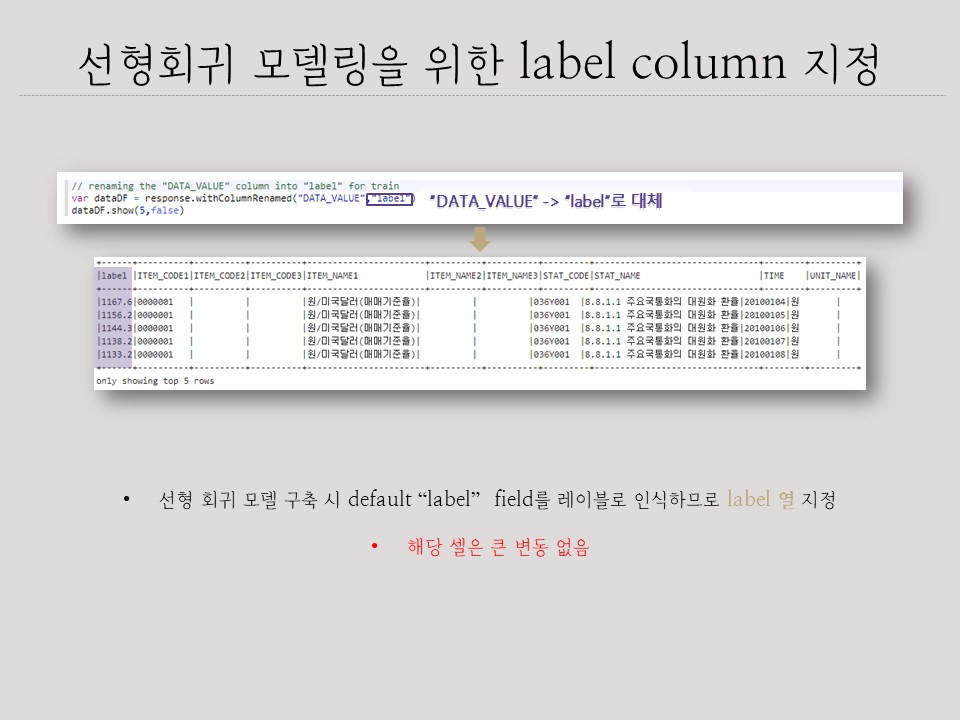 선형회귀 모델링을 위한 label column 지정
// renaming the "DATA_VALUE" column into "label" for train
var dataDF = response.withColumnRenamed("DATA_VALUE","label")
"DATA_VALUE" -> "label"로 대체
dataDF.show(5,false)
+------+----------+----------+----------+--------------------+----------+----------+---------+------------------------------+--------+---------+
|label |ITEM_CODE1|ITEM_CODE2|ITEM_CODE3|ITEM_NAME1 |ITEM_NAME2|ITEM_NAME3|STAT_CODE|STAT_NAME |TIME |UNIT_NAME|
+------+----------+----------+----------+--------------------+----------+----------+---------+------------------------------+--------+---------+
|1167.6|0000001 | | |원/미국달러(매매기준율)| | |036Y001 |8.8.1.1 주요국통화의 대원화 환율|20100104|원 |
|1156.2|0000001 | | |원/미국달러(매매기준율)| | |036Y001 |8.8.1.1 주요국통화의 대원화 환율|20100105|원 |
|1144.3|0000001 | | |원/미국달러(매매기준율)| | |036Y001 |8.8.1.1 주요국통화의 대원화 환율|20100106|원 |
|1138.2|0000001 | | |원/미국달러(매매기준율)| | |036Y001 |8.8.1.1 주요국통화의 대원화 환율|20100107|원 |
|1133.2|0000001 | | |원/미국달러(매매기준율)| | |036Y001 |8.8.1.1 주요국통화의 대원화 환율|20100108|원 |
+------+----------+----------+----------+--------------------+----------+----------+---------+------------------------------+--------+---------+
only showing top 5 rows
• 선형 회귀 모델 구축 시 default “label” field를 레이블로 인식하므로 label 열 지정
• 해당 셀은 큰 변동 없음